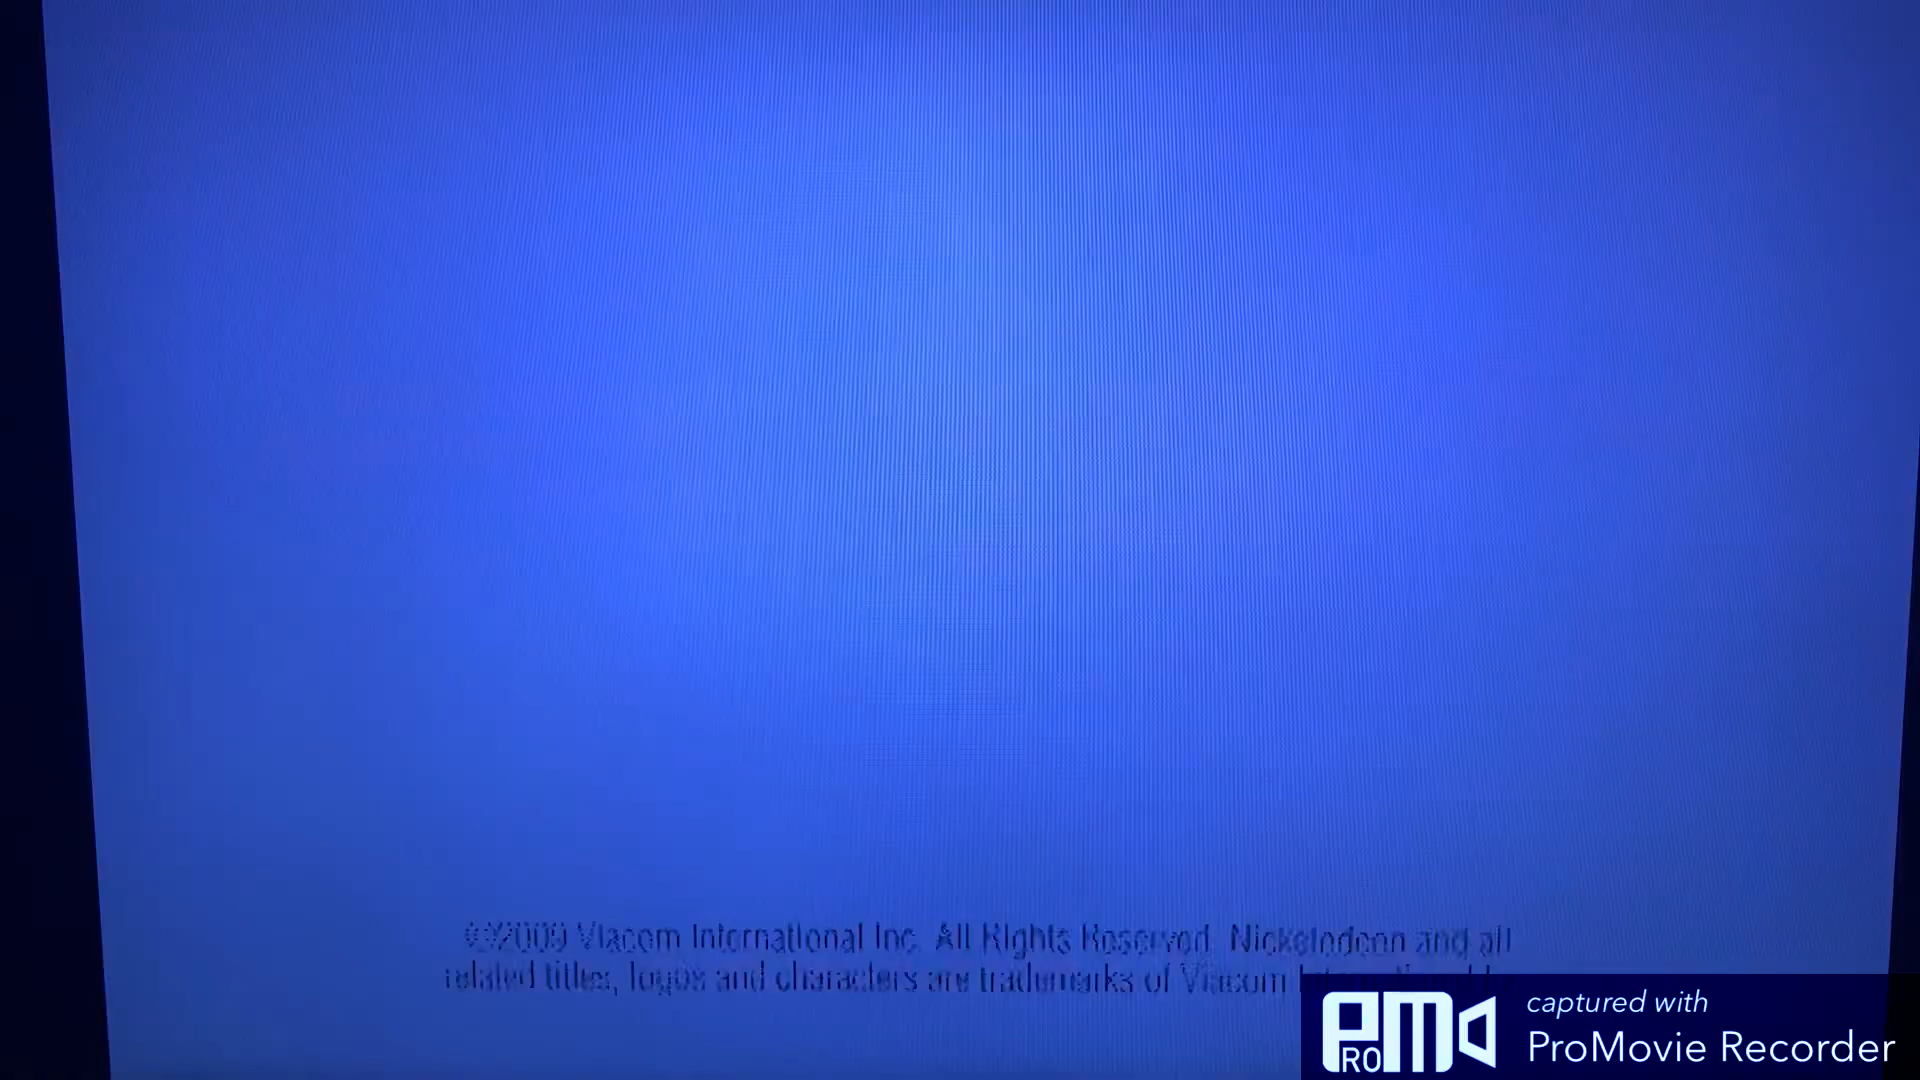 ©2009 Viacom International Inc. All Rights Reserved. Nickelodeon and all
related titles, logos and characters are trademarks of Viacom
PROM captured with
ProMovie Recorder